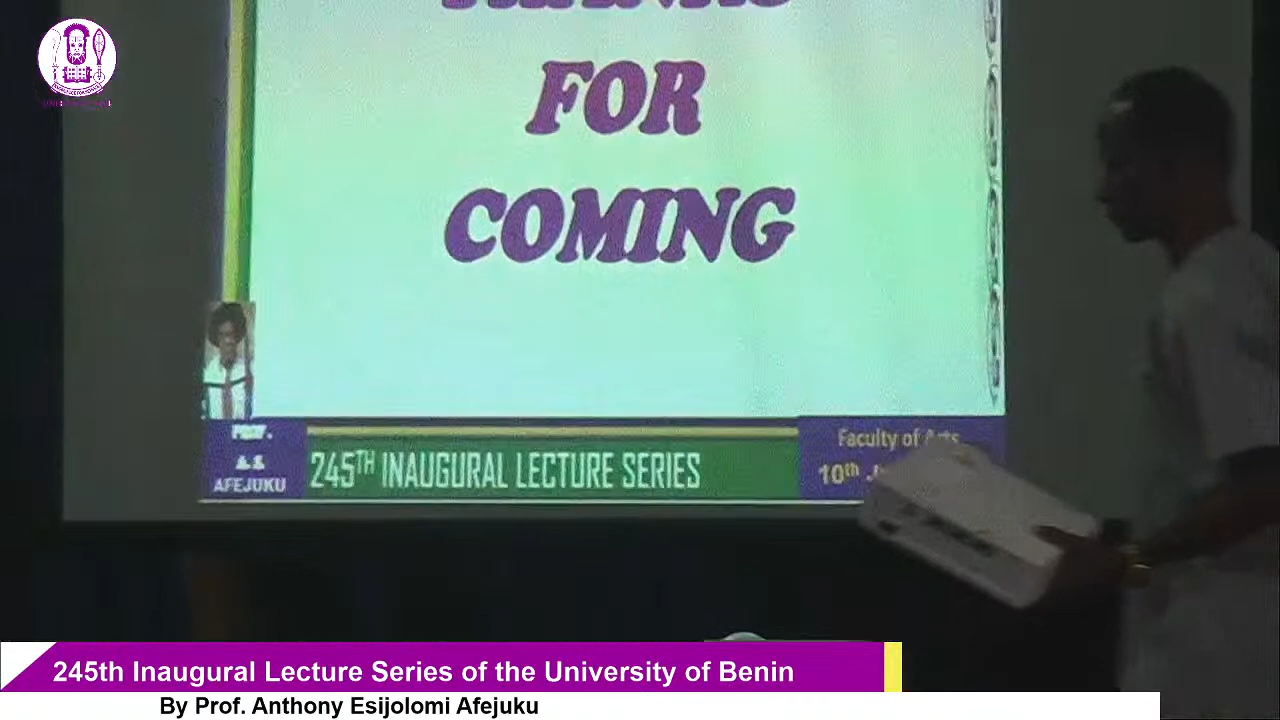 FOR
COMING
PROF.
AFEJUKU
245TH INAUGURAL LECTURE SERIES
Faculty of Arts
10th
245th Inaugural Lecture Series of the University of Benin
By Prof. Anthony Esijolomi Afejuku